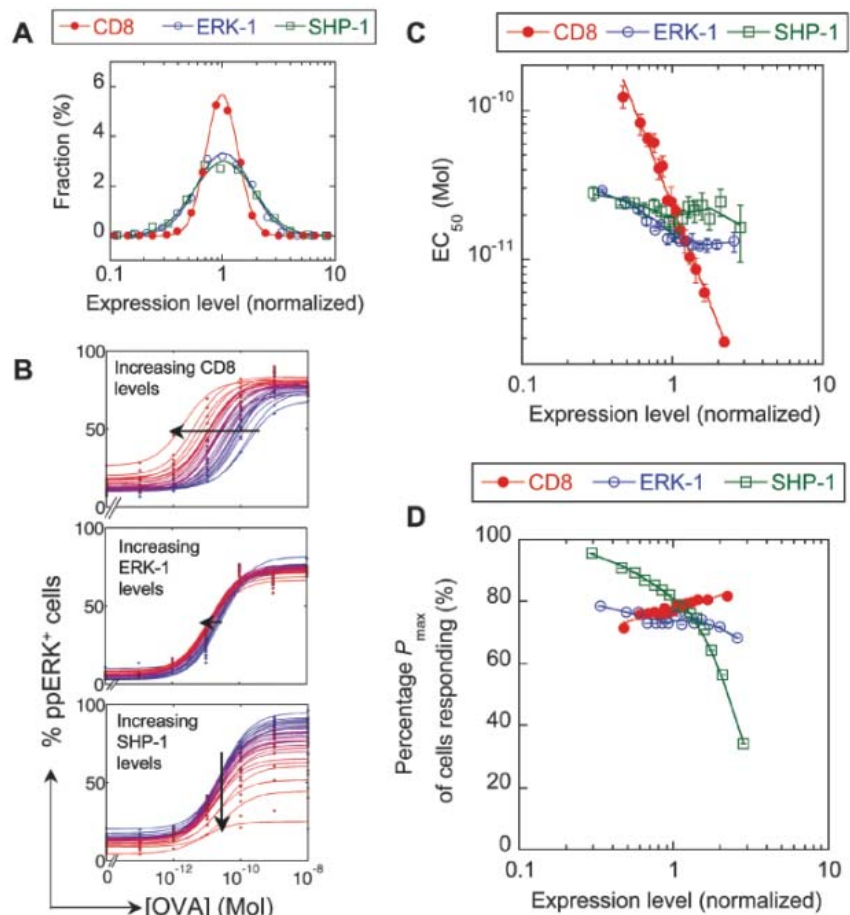 A
CD8 ERK-1 SHP-1
Fraction (%)
6
4
2
0
0.1 1 10
Expression level (normalized)
B
100
Increasing CD8
levels
50
0
100
Increasing
ERK-1
levels
50
0
100
Increasing
SHP-1
levels
50
0
0 10⁻¹² 10⁻¹⁰ 10⁻⁸
% ppERK⁺ cells
[OVA] (Mol)
C
CD8 ERK-1 SHP-1
EC₅₀ (Mol)
10⁻¹⁰
10⁻¹¹
0.1 1 10
Expression level (normalized)
CD8 ERK-1 SHP-1
D
Percentage Pmax
of cells responding (%)
100
80
60
40
20
0
0.1 1 10
Expression level (normalized)